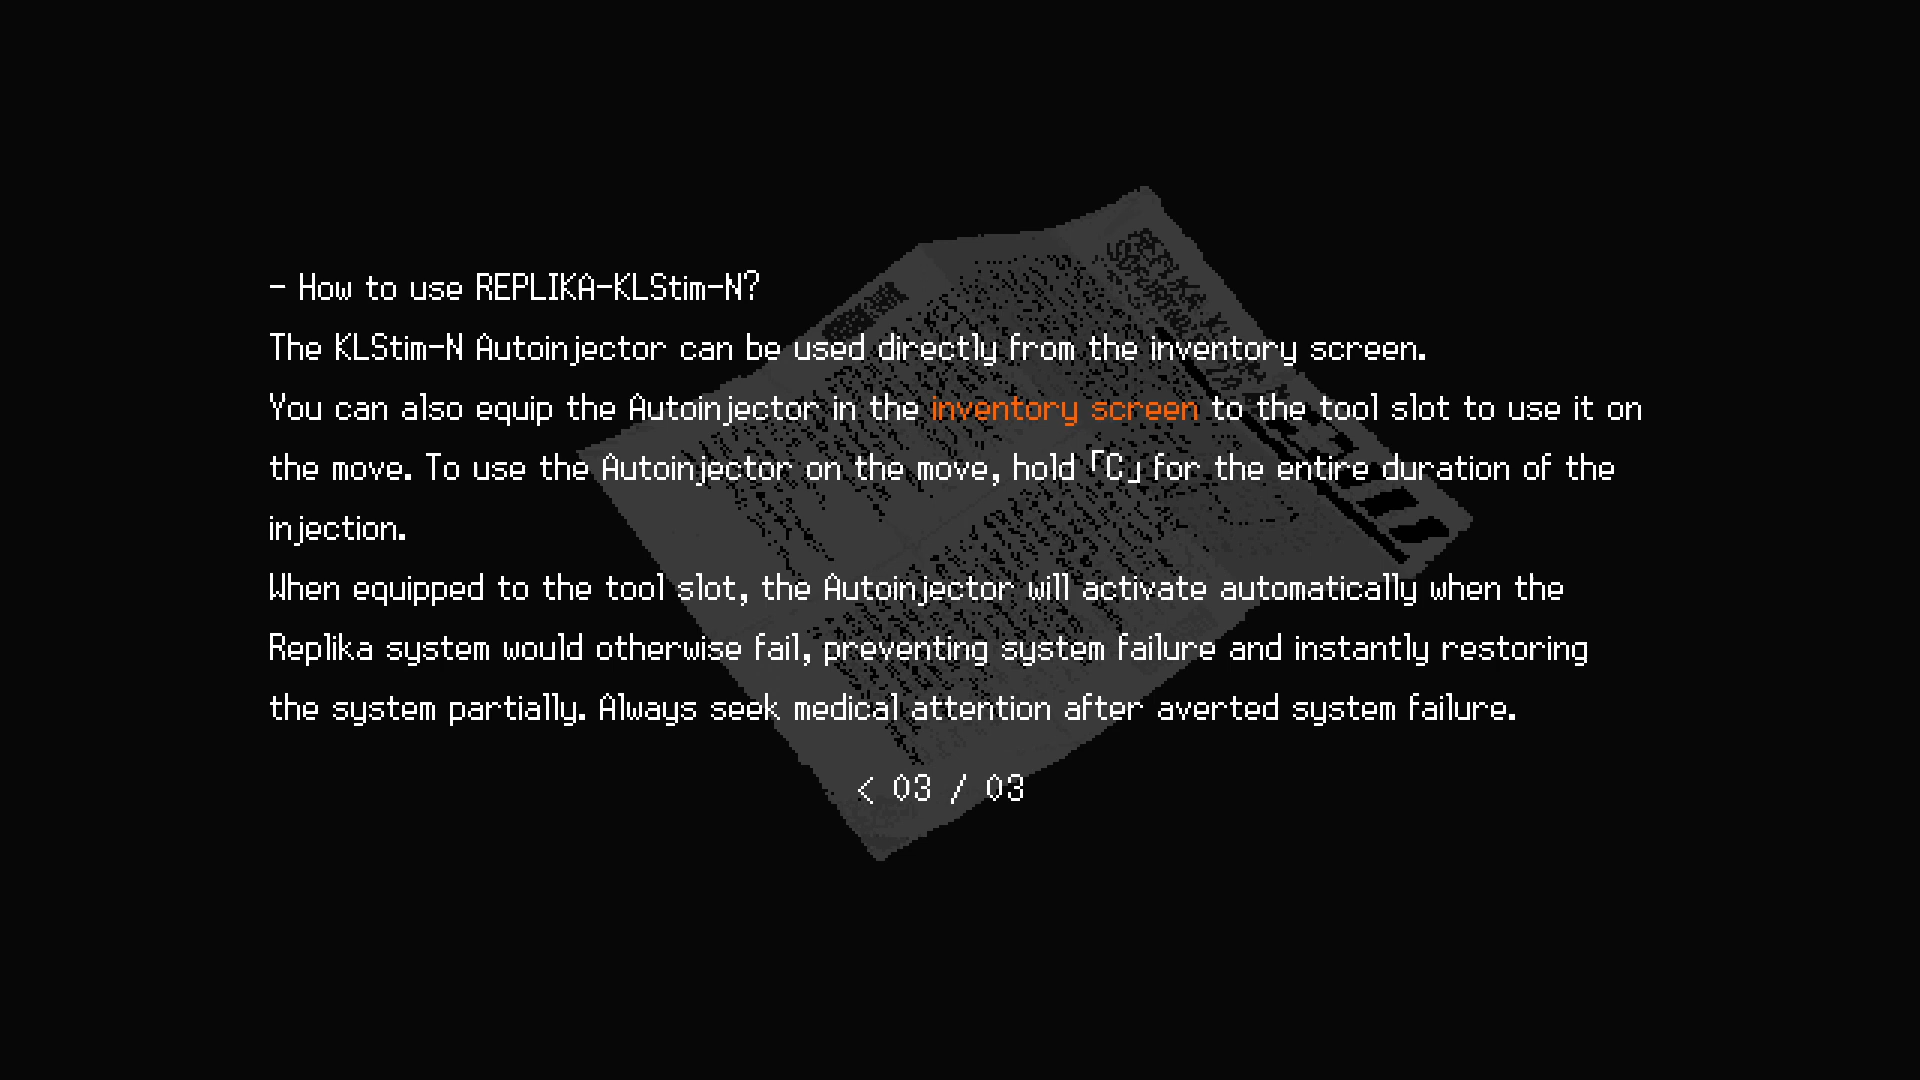 - How to use REPLIKA-KLStim-N?
The KLStim-N Autoinjector can be used directly from the inventory screen.
You can also equip the Autoinjector in the inventory screen to the tool slot to use it on
the move. To use the Autoinjector on the move, hold「C」for the entire duration of the
injection.
When equipped to the tool slot, the Autoinjector will activate automatically when the
Replika system would otherwise fail, preventing system failure and instantly restoring
the system partially. Always seek medical attention after averted system failure.
< 03 / 03